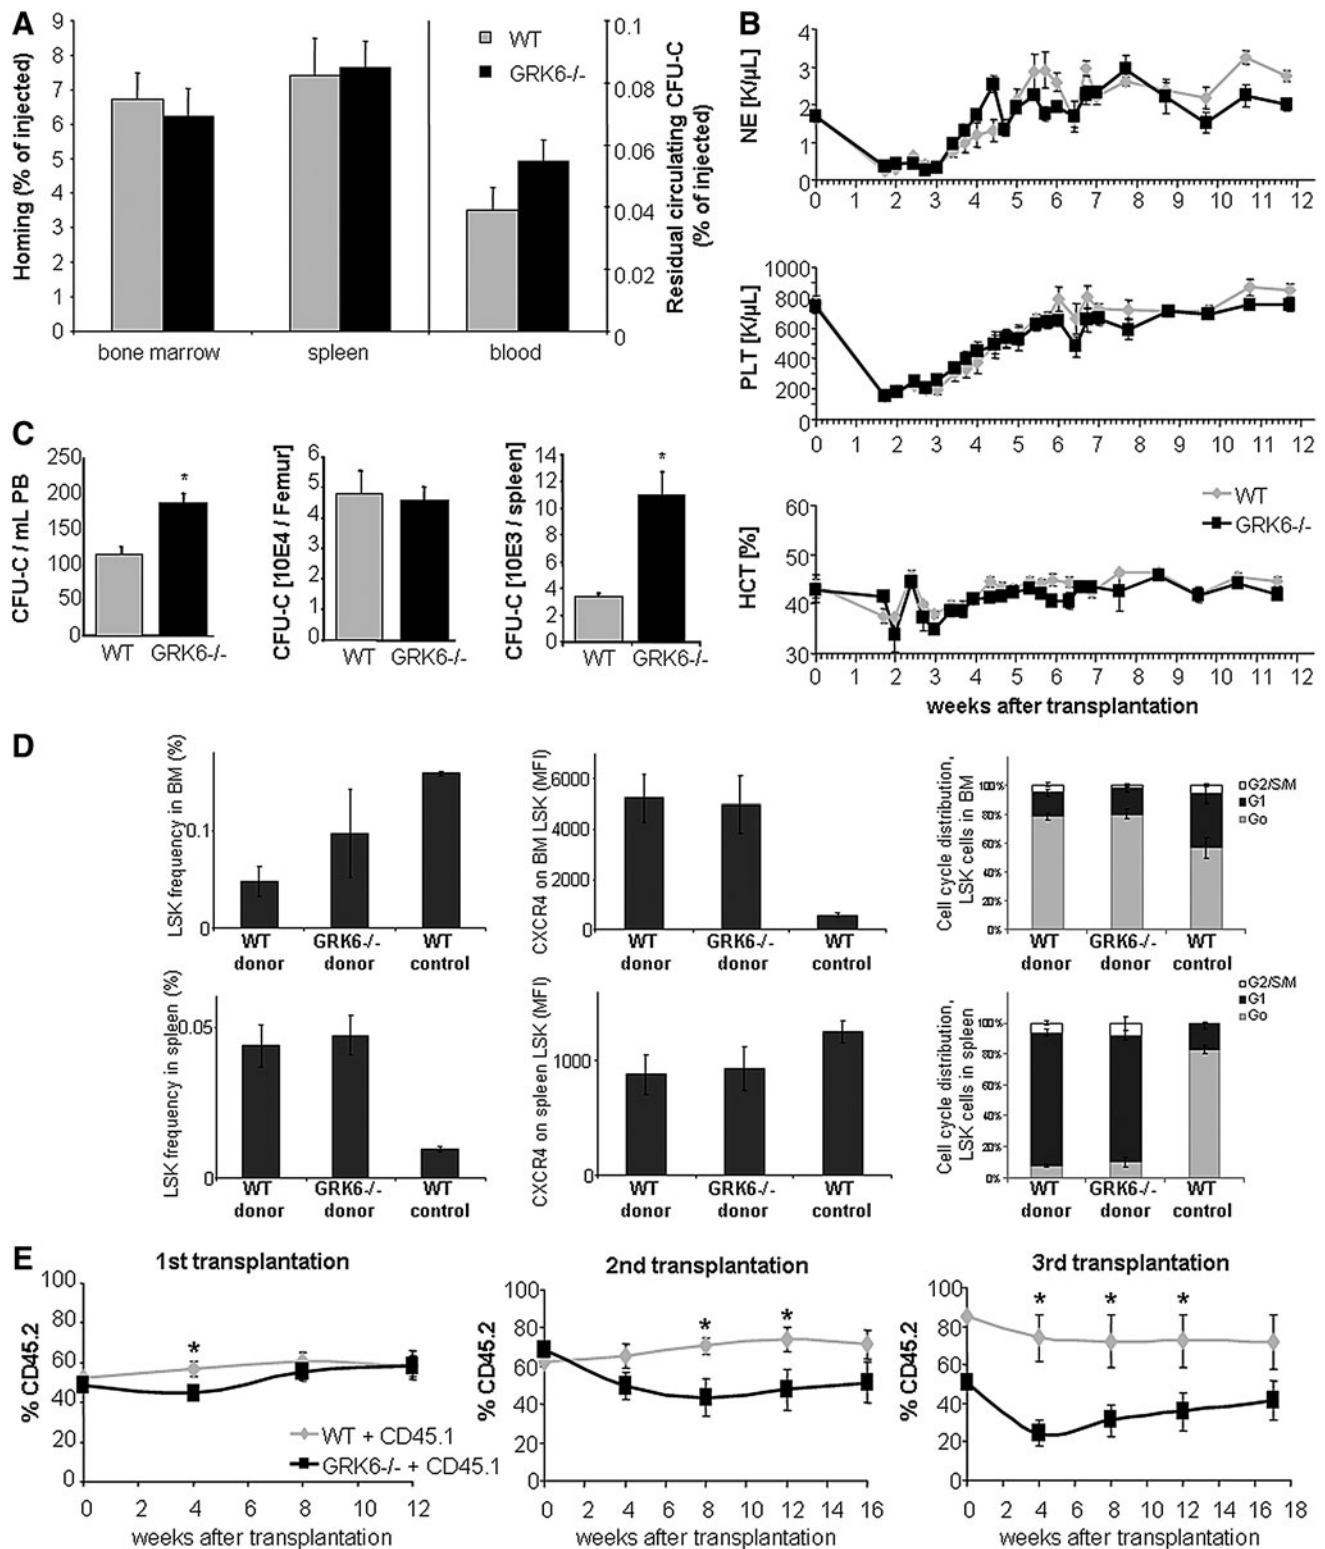 A
Homing (% of injected)
9
8
7
6
5
4
3
2
1
0
bone marrow
spleen
blood
WT
GRK6-/-
0.1
0.08
0.06
0.04
0.02
0
Residual circulating CFU-C
(% of injected)
B
NE [K/µL]
4
3
2
1
0
0 1 2 3 4 5 6 7 8 9 10 11 12
PLT [K/µL]
1000
800
600
400
200
0
0 1 2 3 4 5 6 7 8 9 10 11 12
HCT [%]
60
50
40
30
WT
GRK6-/-
0 1 2 3 4 5 6 7 8 9 10 11 12
weeks after transplantation
C
CFU-C / mL PB
250
200
150
100
50
0
*
WT GRK6-/-
CFU-C [10E4 / Femur]
6
5
4
3
2
1
0
WT GRK6-/-
CFU-C [10E3 / spleen]
14
12
10
8
6
4
2
0
*
WT GRK6-/-
D
LSK frequency in BM (%)
0.1
0
WT donor
GRK6-/- donor
WT control
CXCR4 on BM LSK (MFI)
6000
4000
2000
0
WT donor
GRK6-/- donor
WT control
Cell cycle distribution,
LSK cells in BM
100%
80%
60%
40%
20%
0%
G2/S/M
G1
Go
WT donor
GRK6-/- donor
WT control
LSK frequency in spleen (%)
0.05
0
WT donor
GRK6-/- donor
WT control
CXCR4 on spleen LSK (MFI)
1000
0
WT donor
GRK6-/- donor
WT control
Cell cycle distribution,
LSK cells in spleen
100%
80%
60%
40%
20%
0%
G2/S/M
G1
Go
WT donor
GRK6-/- donor
WT control
E
1st transplantation
% CD45.2
100
80
60
40
20
0
*
WT + CD45.1
GRK6-/- + CD45.1
0 2 4 6 8 10 12
weeks after transplantation
2nd transplantation
% CD45.2
100
80
60
40
20
0
* *
0 2 4 6 8 10 12 14 16
weeks after transplantation
3rd transplantation
% CD45.2
100
80
60
40
20
0
* * *
0 2 4 6 8 10 12 14 16 18
weeks after transplantation